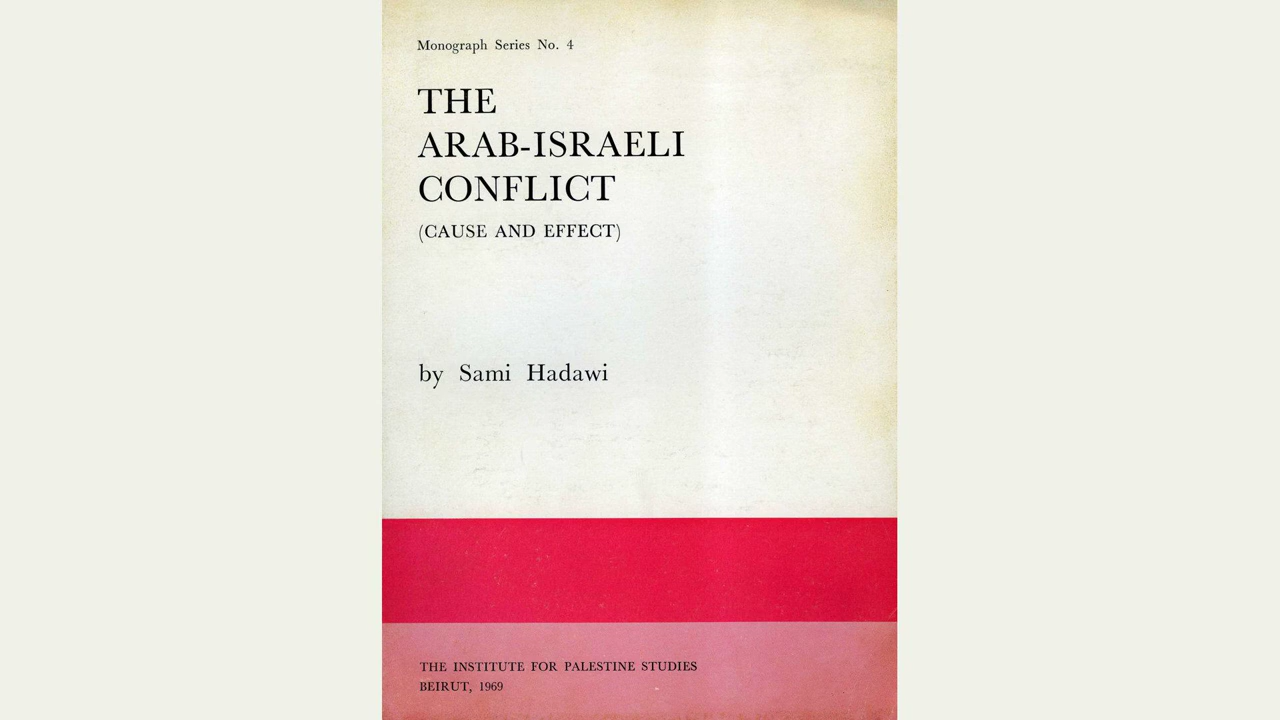 Monograph Series No. 4
THE
ARAB-ISRAELI
CONFLICT
(CAUSE AND EFFECT)
by Sami Hadawi
THE INSTITUTE FOR PALESTINE STUDIES
BEIRUT, 1969